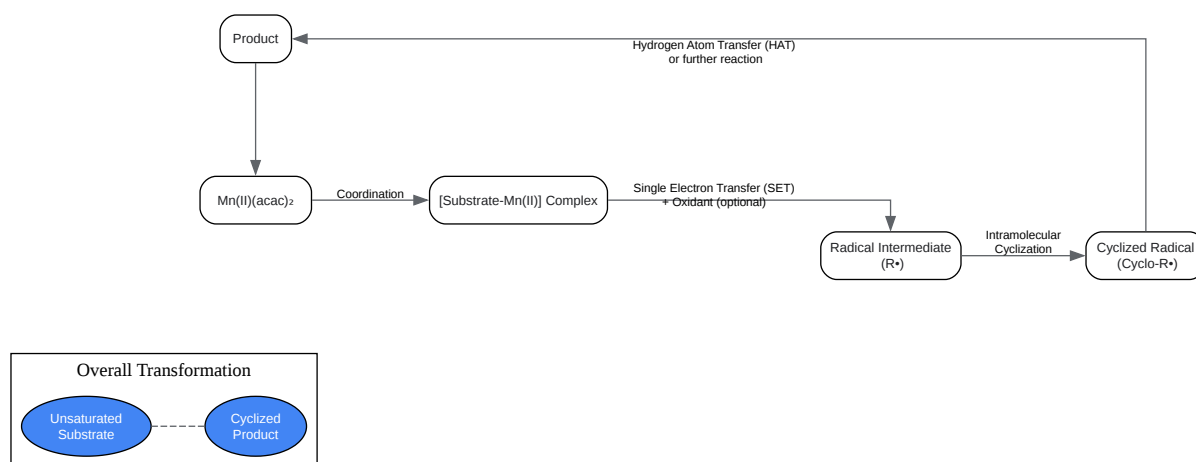 Product
Hydrogen Atom Transfer (HAT)
or further reaction
Mn(II)(acac)₂
Coordination
[Substrate-Mn(II)] Complex
Single Electron Transfer (SET)
+ Oxidant (optional)
Radical Intermediate
(R•)
Intramolecular
Cyclization
Cyclized Radical
(Cyclo-R•)
Overall Transformation
Unsaturated
Substrate
Cyclized
Product